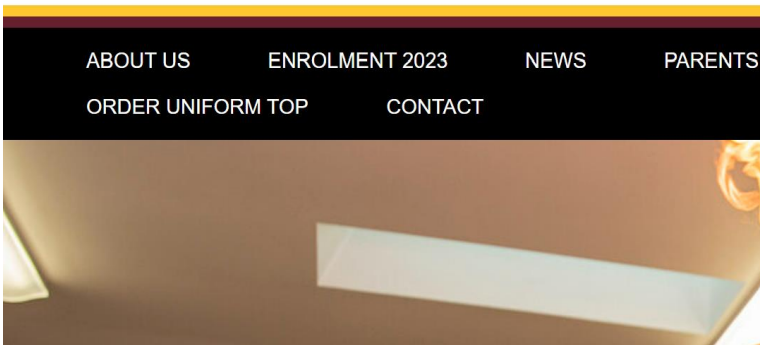 ABOUT US ENROLMENT 2023 NEWS PARENTS
ORDER UNIFORM TOP CONTACT